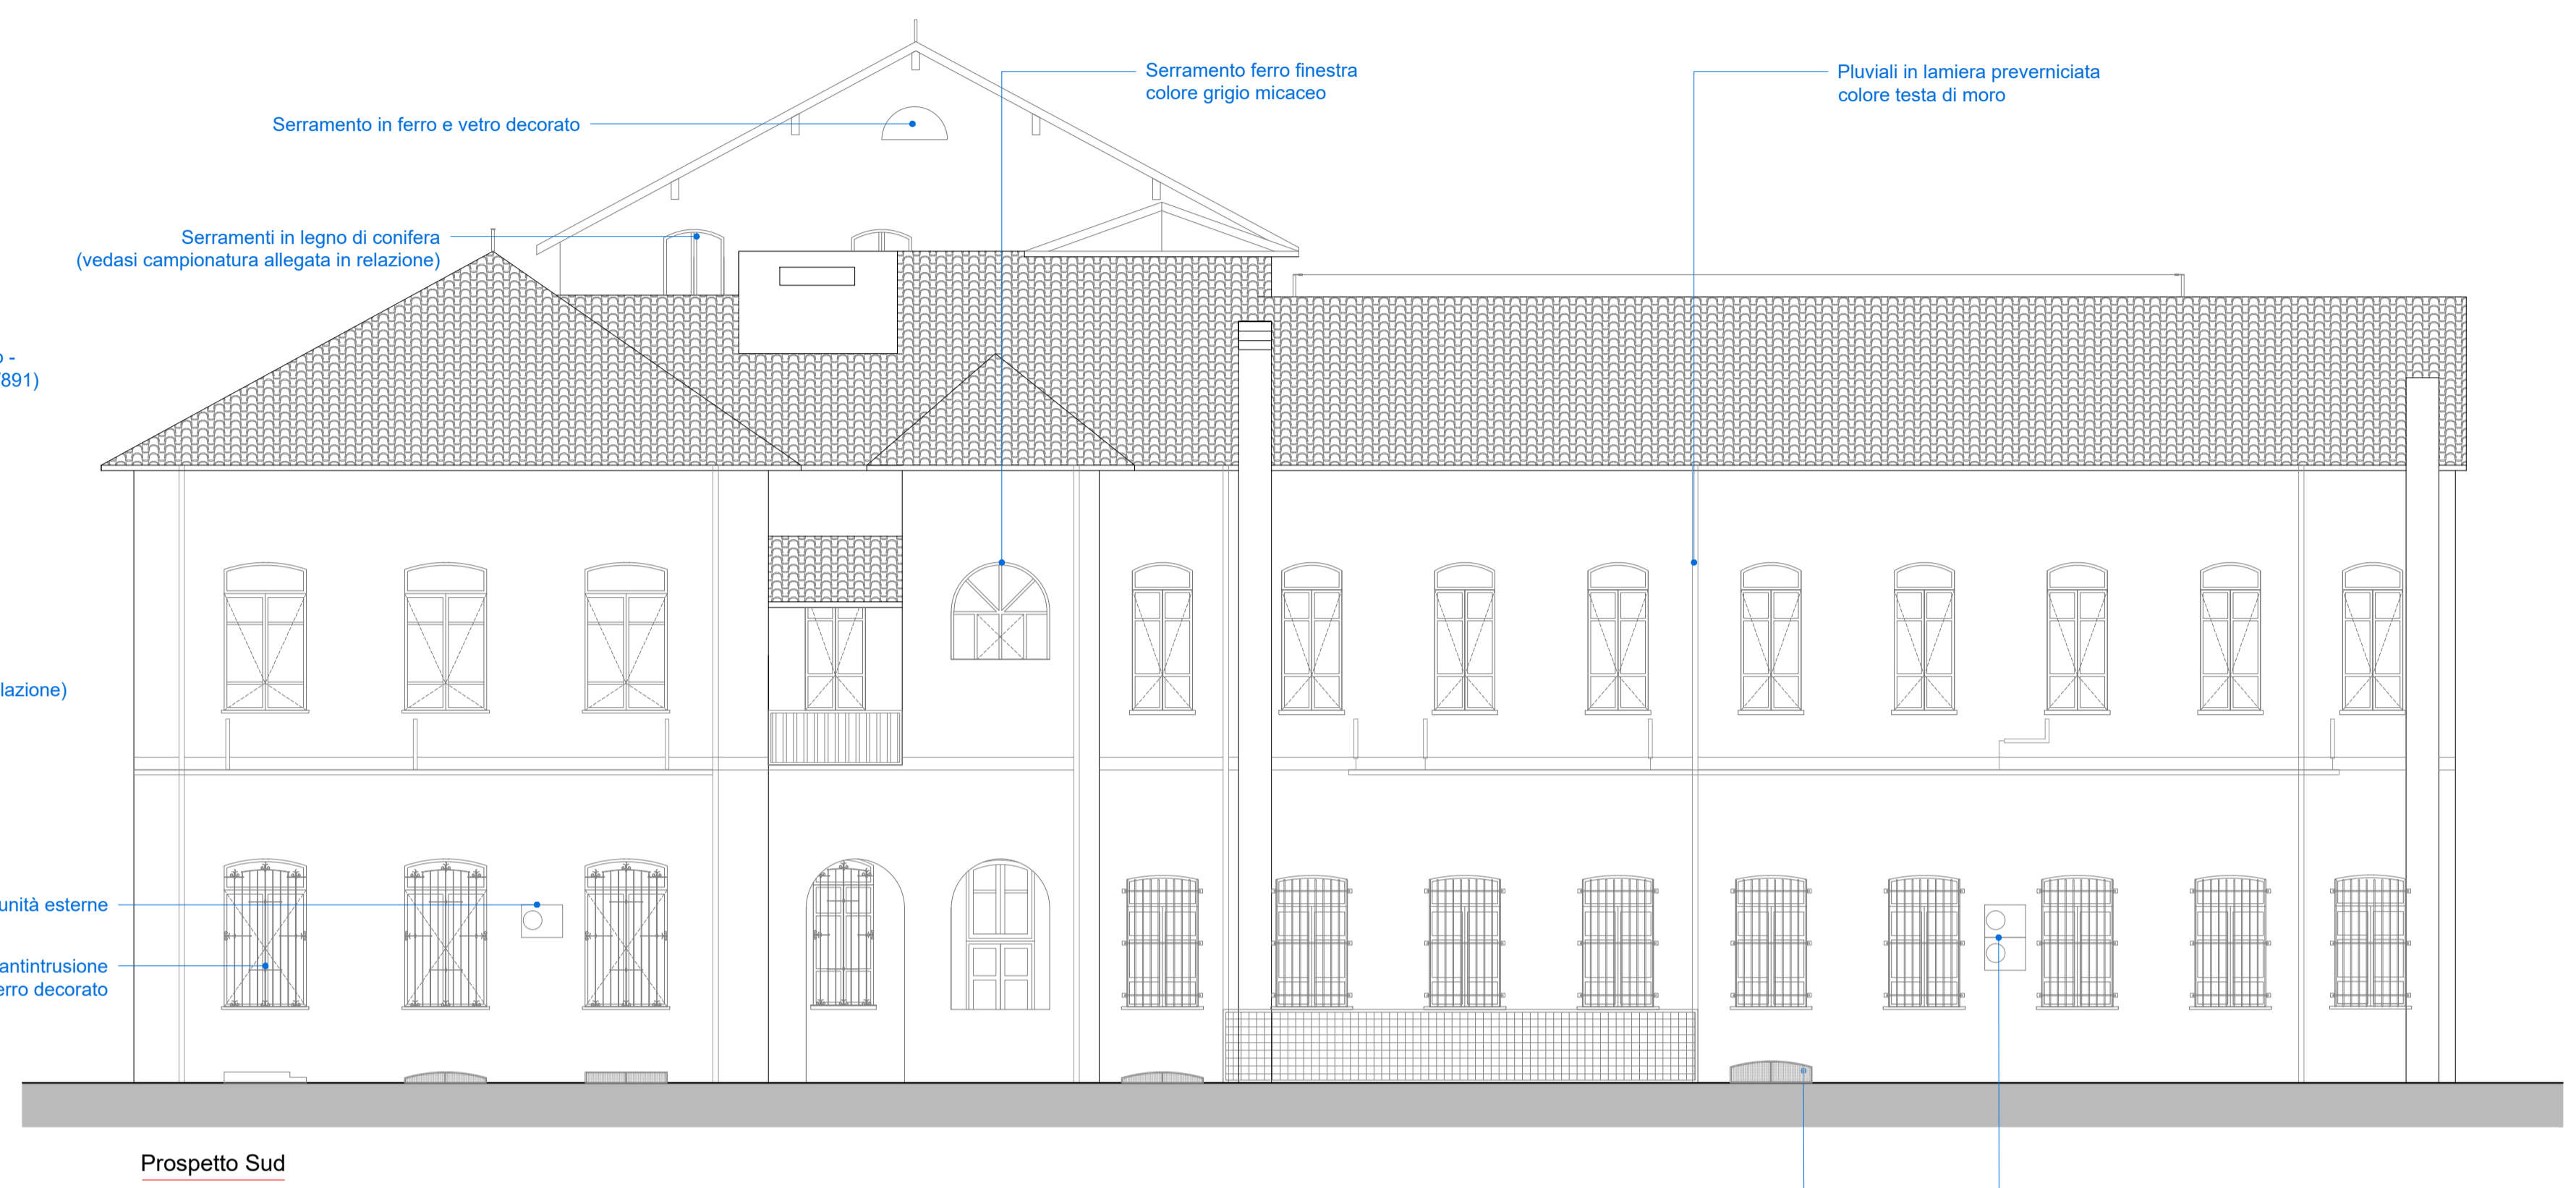 Serramento ferro finestra
colore grigio micaceo
Pluviali in lamiera preverniciata
colore testa di moro
Serramento in ferro e vetro decorato
Serramenti in legno di conifera
(vedasi campionatura allegata in relazione)
-
891)
lazione)
unità esterne
antintrusione
erro decorato
Prospetto Sud